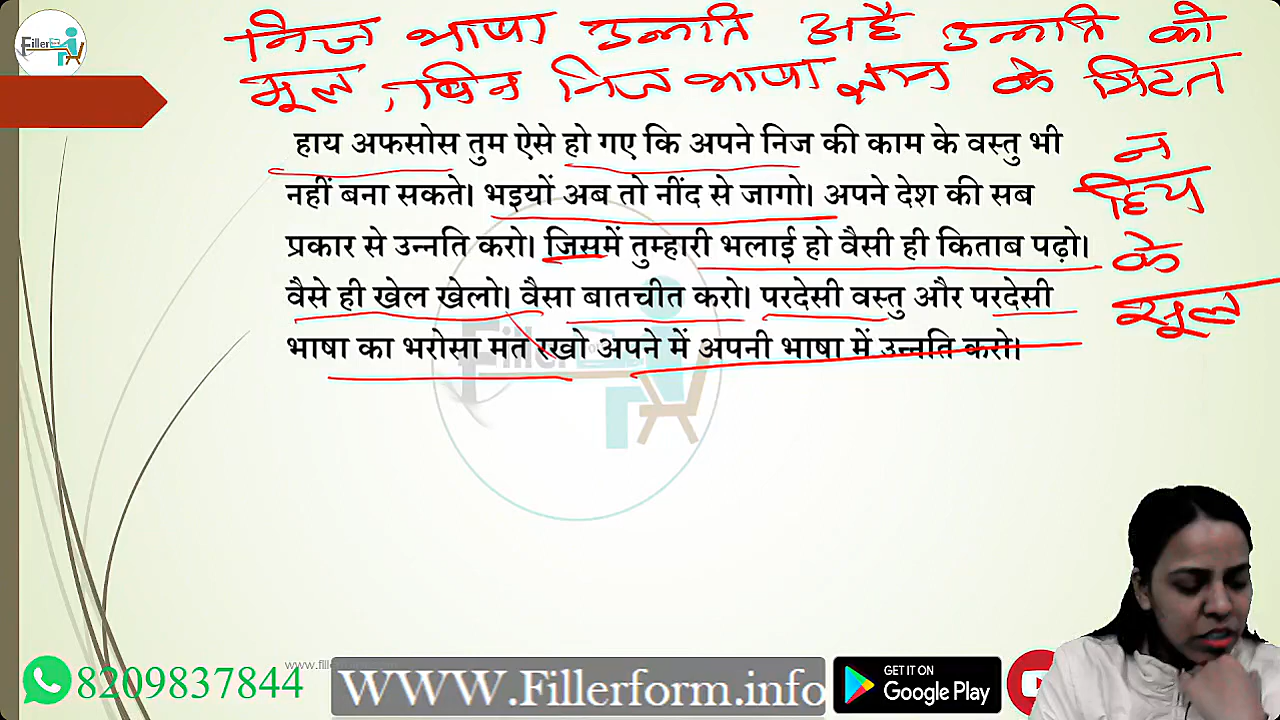 Filler
निज भाषा उन्नति अहै उन्नति को
मूल, बिन निज भाषा ज्ञान के मिटत
न
हिय
के
सूल
हाय अफसोस तुम ऐसे हो गए कि अपने निज की काम के वस्तु भी
नहीं बना सकते। भइयों अब तो नींद से जागो। अपने देश की सब
प्रकार से उन्नति करो। जिसमें तुम्हारी भलाई हो वैसी ही किताब पढ़ो।
वैसे ही खेल खेलो। वैसा बातचीत करो। परदेसी वस्तु और परदेसी
भाषा का भरोसा मत रखो अपने में अपनी भाषा में उन्नति करो।
8209837844
WWW.Fillerform.info
GET IT ON
Google Play